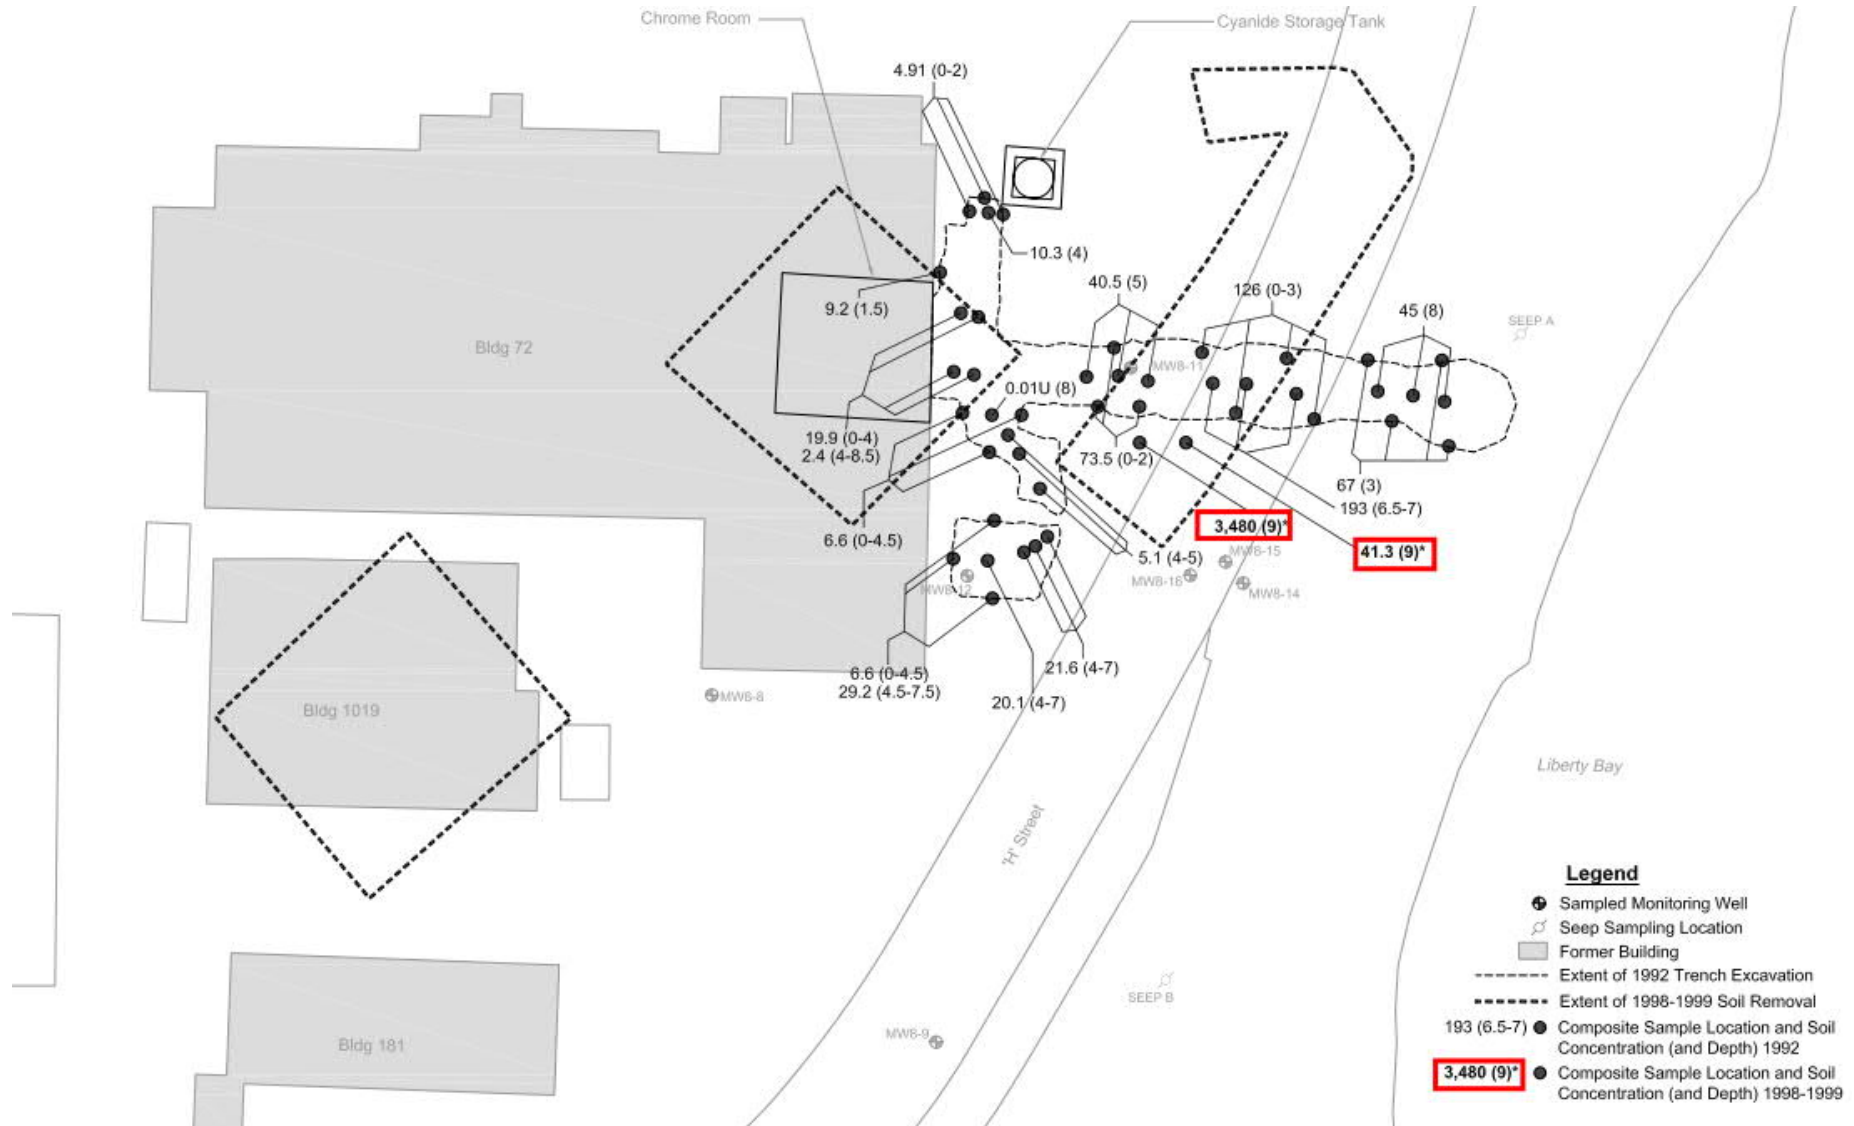 Chrome Room
Cyanide Storage Tank
4.91 (0-2)
10.3 (4)
9.2 (1.5)
40.5 (5)
126 (0-3)
45 (8)
SEEP A
Bldg 72
MW8-11
0.01U (8)
19.9 (0-4)
2.4 (4-8.5)
73.5 (0-2)
67 (3)
193 (6.5-7)
3,480 (9)*
41.3 (9)*
6.6 (0-4.5)
5.1 (4-5)
MW8-15
MW8-16
MW8-14
MW8-12
6.6 (0-4.5)
29.2 (4.5-7.5)
21.6 (4-7)
20.1 (4-7)
MW8-8
Bldg 1019
Liberty Bay
'H' Street
SEEP B
MW8-9
Bldg 181
Legend
Sampled Monitoring Well
Seep Sampling Location
Former Building
Extent of 1992 Trench Excavation
Extent of 1998-1999 Soil Removal
193 (6.5-7) Composite Sample Location and Soil
Concentration (and Depth) 1992
3,480 (9)* Composite Sample Location and Soil
Concentration (and Depth) 1998-1999